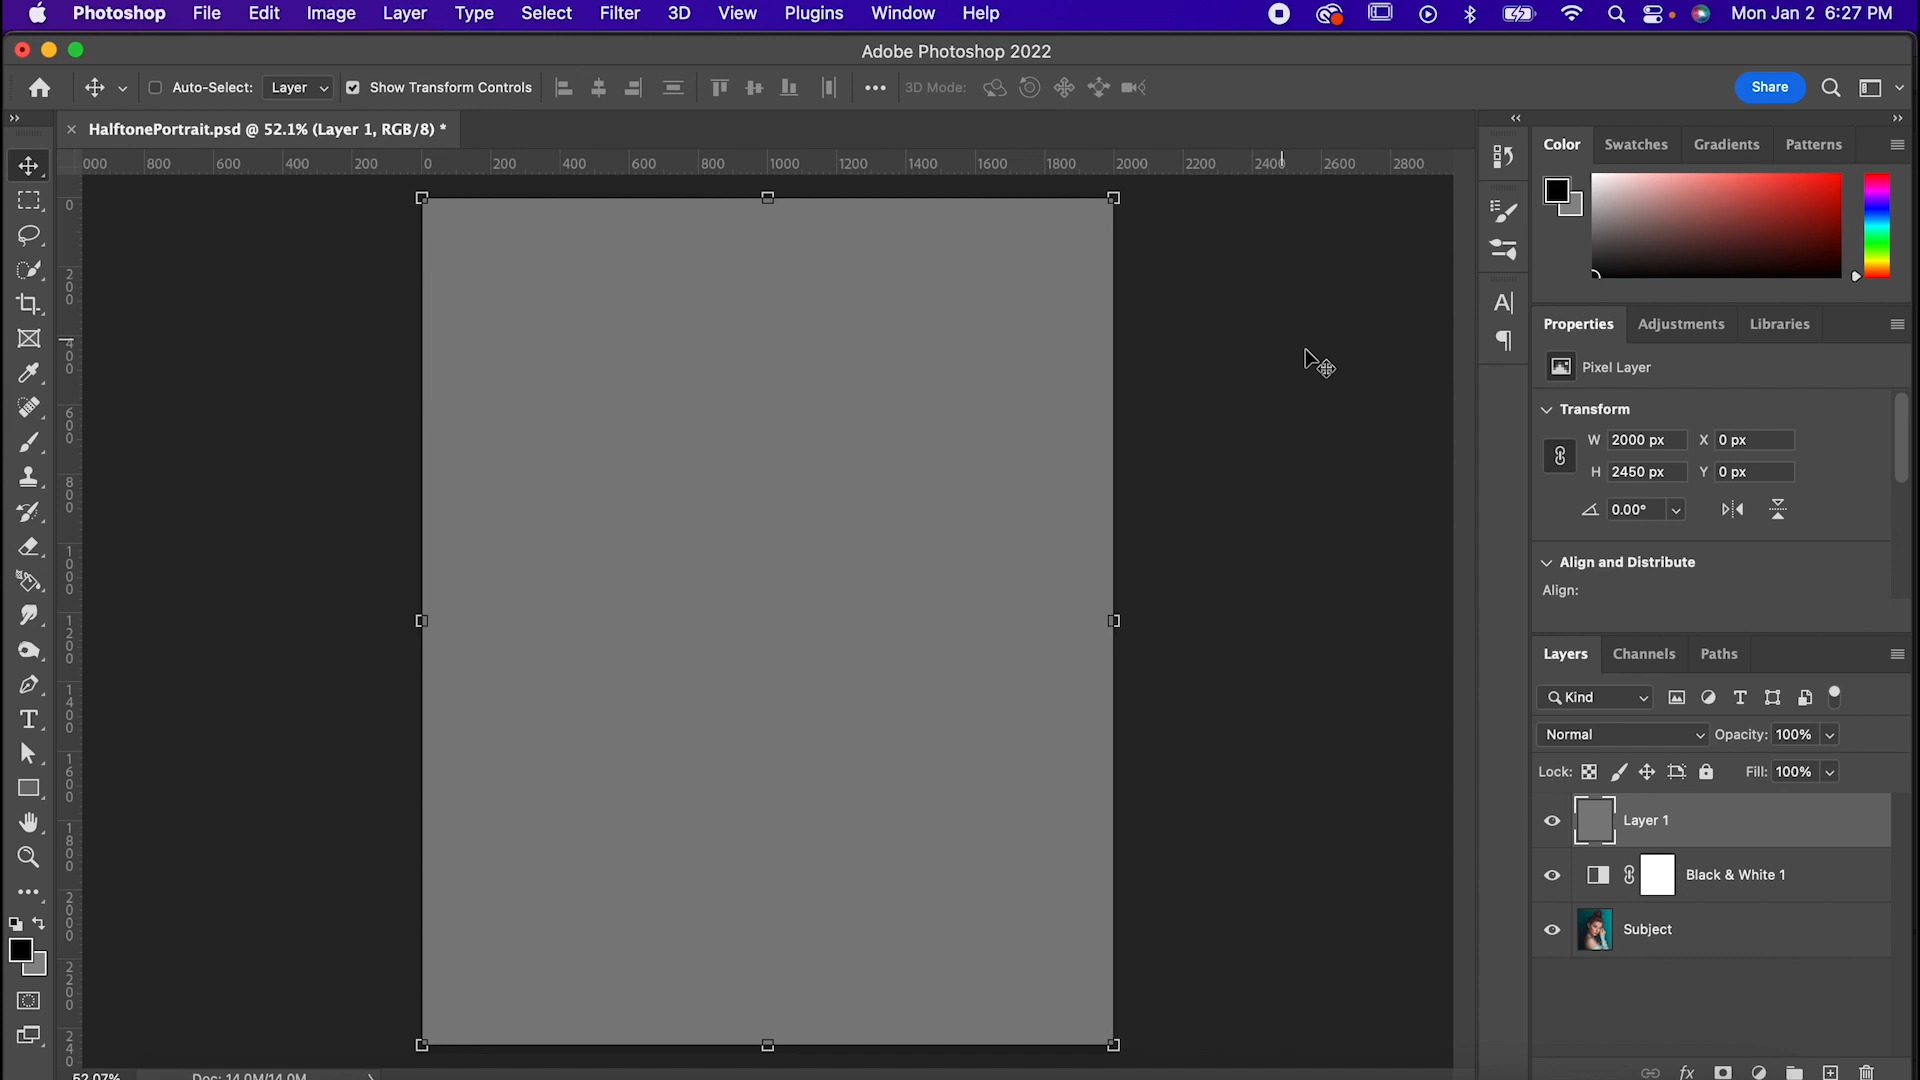 Photoshop File Edit Image Layer Type Select Filter 3D View Plugins Window Help Mon Jan 2 6:27 PM
Adobe Photoshop 2022
Auto-Select: Layer Show Transform Controls 3D Mode: Share
HalftonePortrait.psd @ 52.1% (Layer 1, RGB/8) *
000 800 600 400 200 0 200 400 600 800 1000 1200 1400 1600 1800 2000 2200 2400 2600 2800
0
200
400
600
800
1000
1200
1400
1600
1800
2000
2200
240
Color Swatches Gradients Patterns
Properties Adjustments Libraries
Pixel Layer
Transform
W 2000 px X 0 px
H 2450 px Y 0 px
0.00°
Align and Distribute
Align:
Layers Channels Paths
Kind
Normal Opacity: 100%
Lock: Fill: 100%
Layer 1
Black & White 1
Subject
fx
52.07% Doc: 14.0M/14.0M